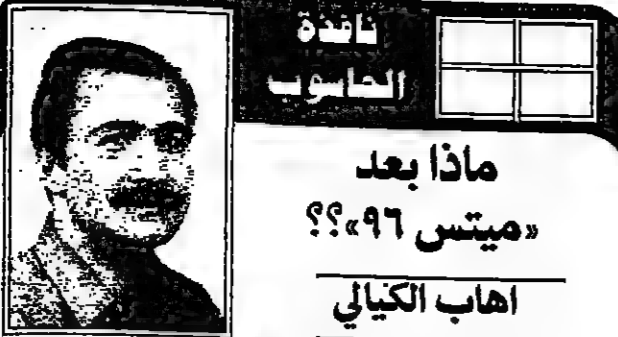 نافذة
الحاسوب
ماذا بعد
«ميتس ٩٦»؟؟
اهاب الكيالي